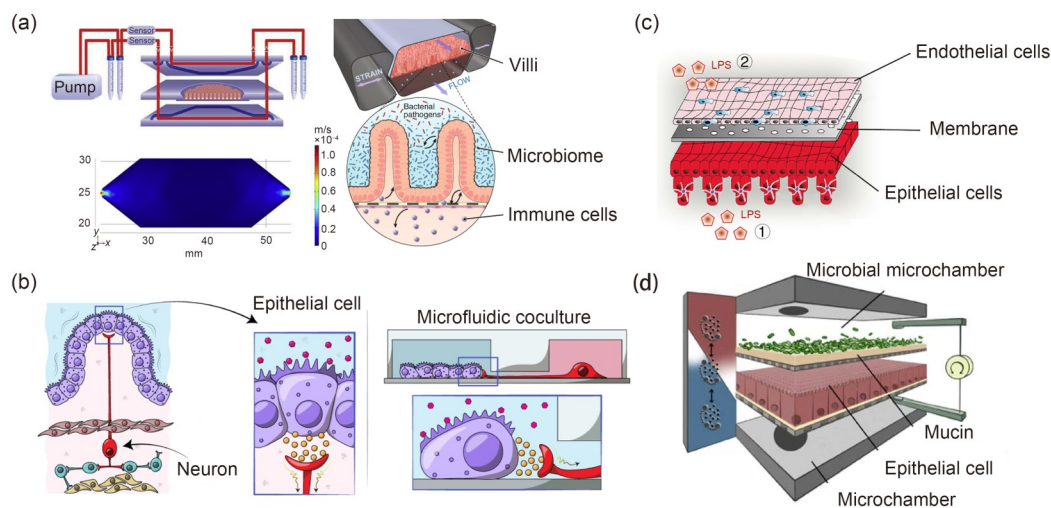 (a)
Sensor
Sensor
Pump
STRAIN
FLOW
Villi
Bacterial
pathogens
Microbiome
Immune cells
m/s
×10⁻⁴
1.0
0.8
0.6
0.4
0.2
0
30
25
20
y
z x
30
40
50
mm
(c)
LPS ②
Endothelial cells
Membrane
Epithelial cells
LPS
①
(b)
Epithelial cell
Neuron
Microfluidic coculture
(d)
Microbial microchamber
Mucin
Epithelial cell
Microchamber